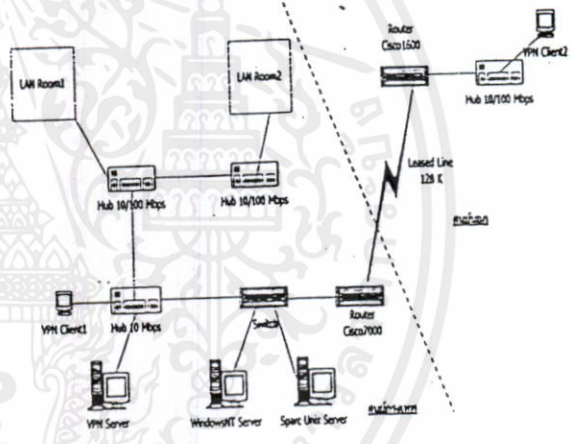 Router
Cisco1600
VPN Client2
Hub 10/100 Mbps
LAN Room1
LAN Room2
Leased Line
128 K
Hub 10/100 Mbps
Hub 10/100 Mbps
VPN Client1
Hub 10 Mbps
Switch
Router
Cisco7000
VPN Server
WindowsNT Server
Sparc Unix Server